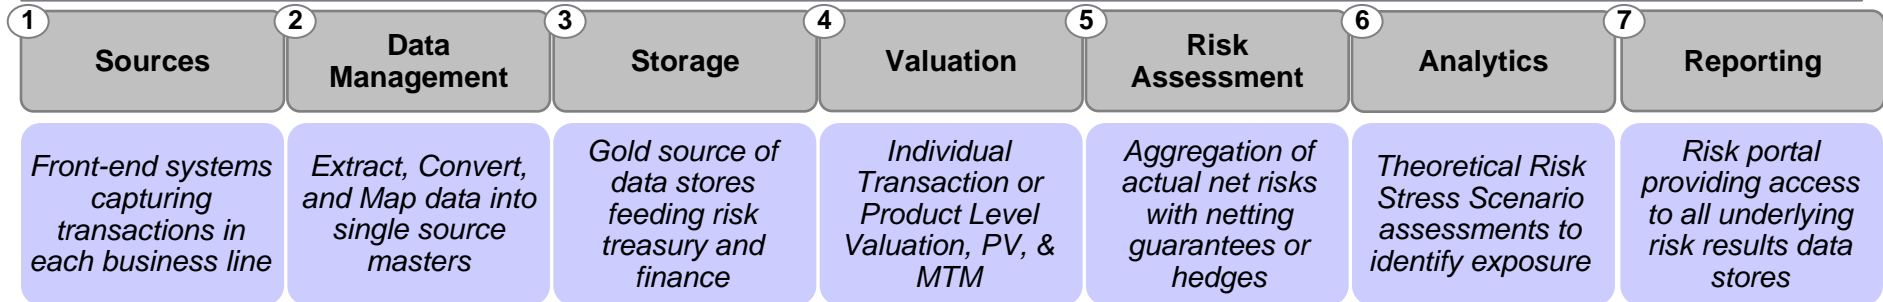 1
Sources
2
Data
Management
3
Storage
4
Valuation
5
Risk
Assessment
6
Analytics
7
Reporting
Front-end systems
capturing
transactions in
each business line
Extract, Convert,
and Map data into
single source
masters
Gold source of
data stores
feeding risk
treasury and
finance
Individual
Transaction or
Product Level
Valuation, PV, &
MTM
Aggregation of
actual net risks
with netting
guarantees or
hedges
Theoretical Risk
Stress Scenario
assessments to
identify exposure
Risk portal
providing access
to all underlying
risk results data
stores